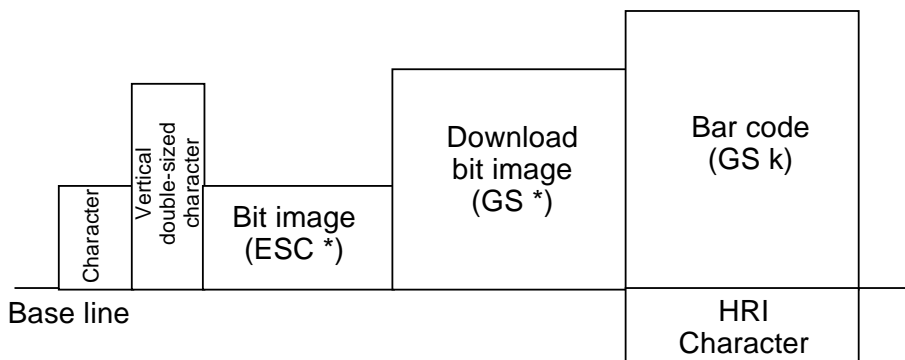 Character
Vertical
double-sized
character
Bit image
(ESC *)
Download
bit image
(GS *)
Bar code
(GS k)
Base line
HRI
Character